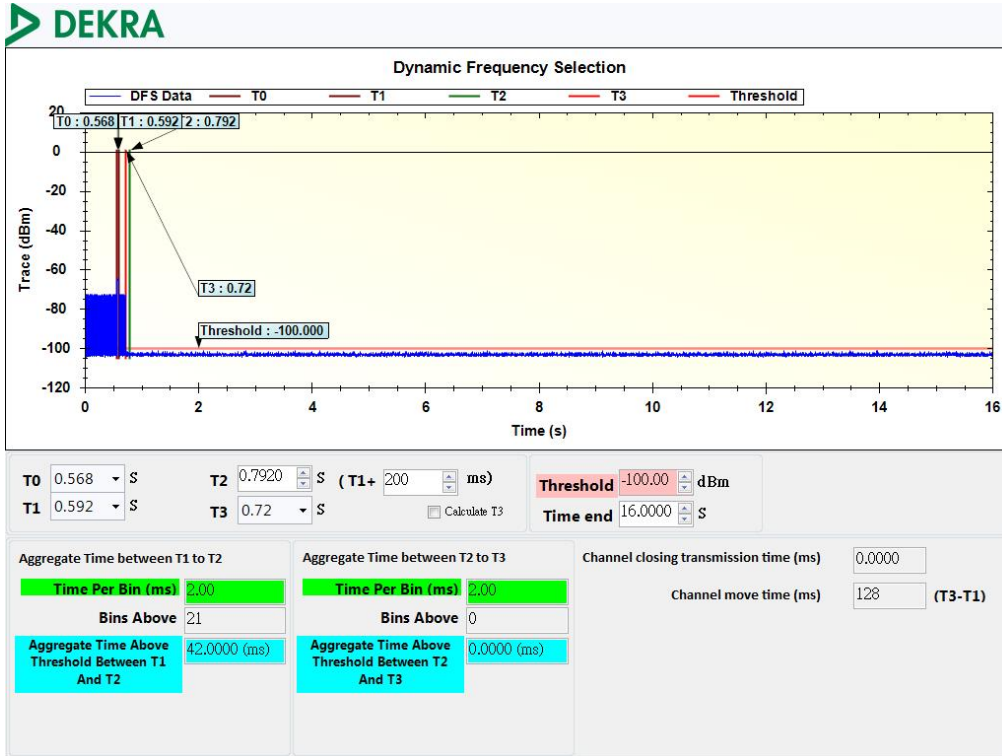 DEKRA
Dynamic Frequency Selection
DFS Data T0 T1 T2 T3 Threshold
20
T0 : 0.568 T1 : 0.592 2 : 0.792
0
-20
-40
-60
T3 : 0.72
-80
Threshold : -100.000
-100
-120
Trace (dBm)
0 2 4 6 8 10 12 14 16
Time (s)
T0 0.568 S T2 0.7920 S ( T1+ 200 ms) Threshold -100.00 dBm
T1 0.592 S T3 0.72 S Calculate T3 Time end 16.0000 S
Aggregate Time between T1 to T2
Time Per Bin (ms) 2.00
Bins Above 21
Aggregate Time Above
Threshold Between T1
And T2
42.0000 (ms)
Aggregate Time between T2 to T3
Time Per Bin (ms) 2.00
Bins Above 0
Aggregate Time Above
Threshold Between T2
And T3
0.0000 (ms)
Channel closing transmission time (ms) 0.0000
Channel move time (ms) 128 (T3-T1)